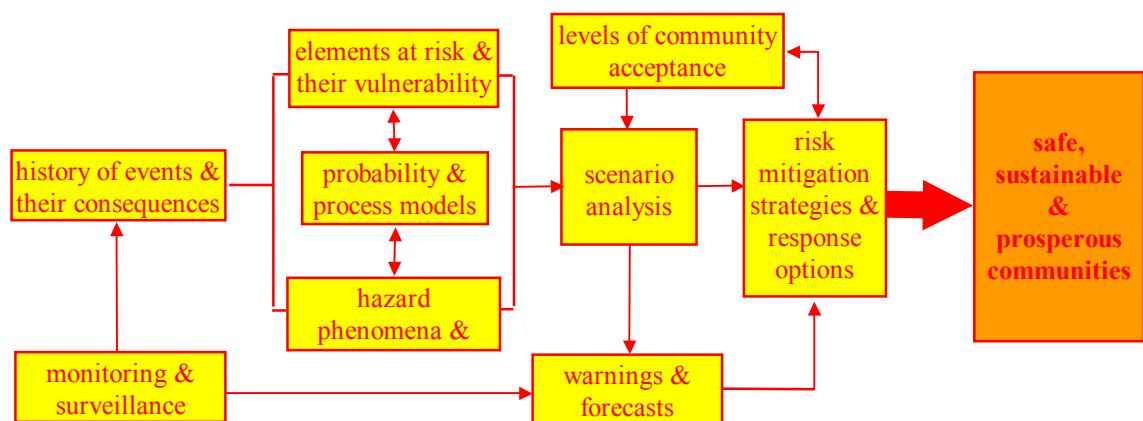 elements at risk &
their vulnerability
levels of community
acceptance
history of events &
their consequences
probability &
process models
scenario
analysis
risk
mitigation
strategies &
response
options
safe,
sustainable
&
prosperous
communities
hazard
phenomena &
monitoring &
surveillance
warnings &
forecasts